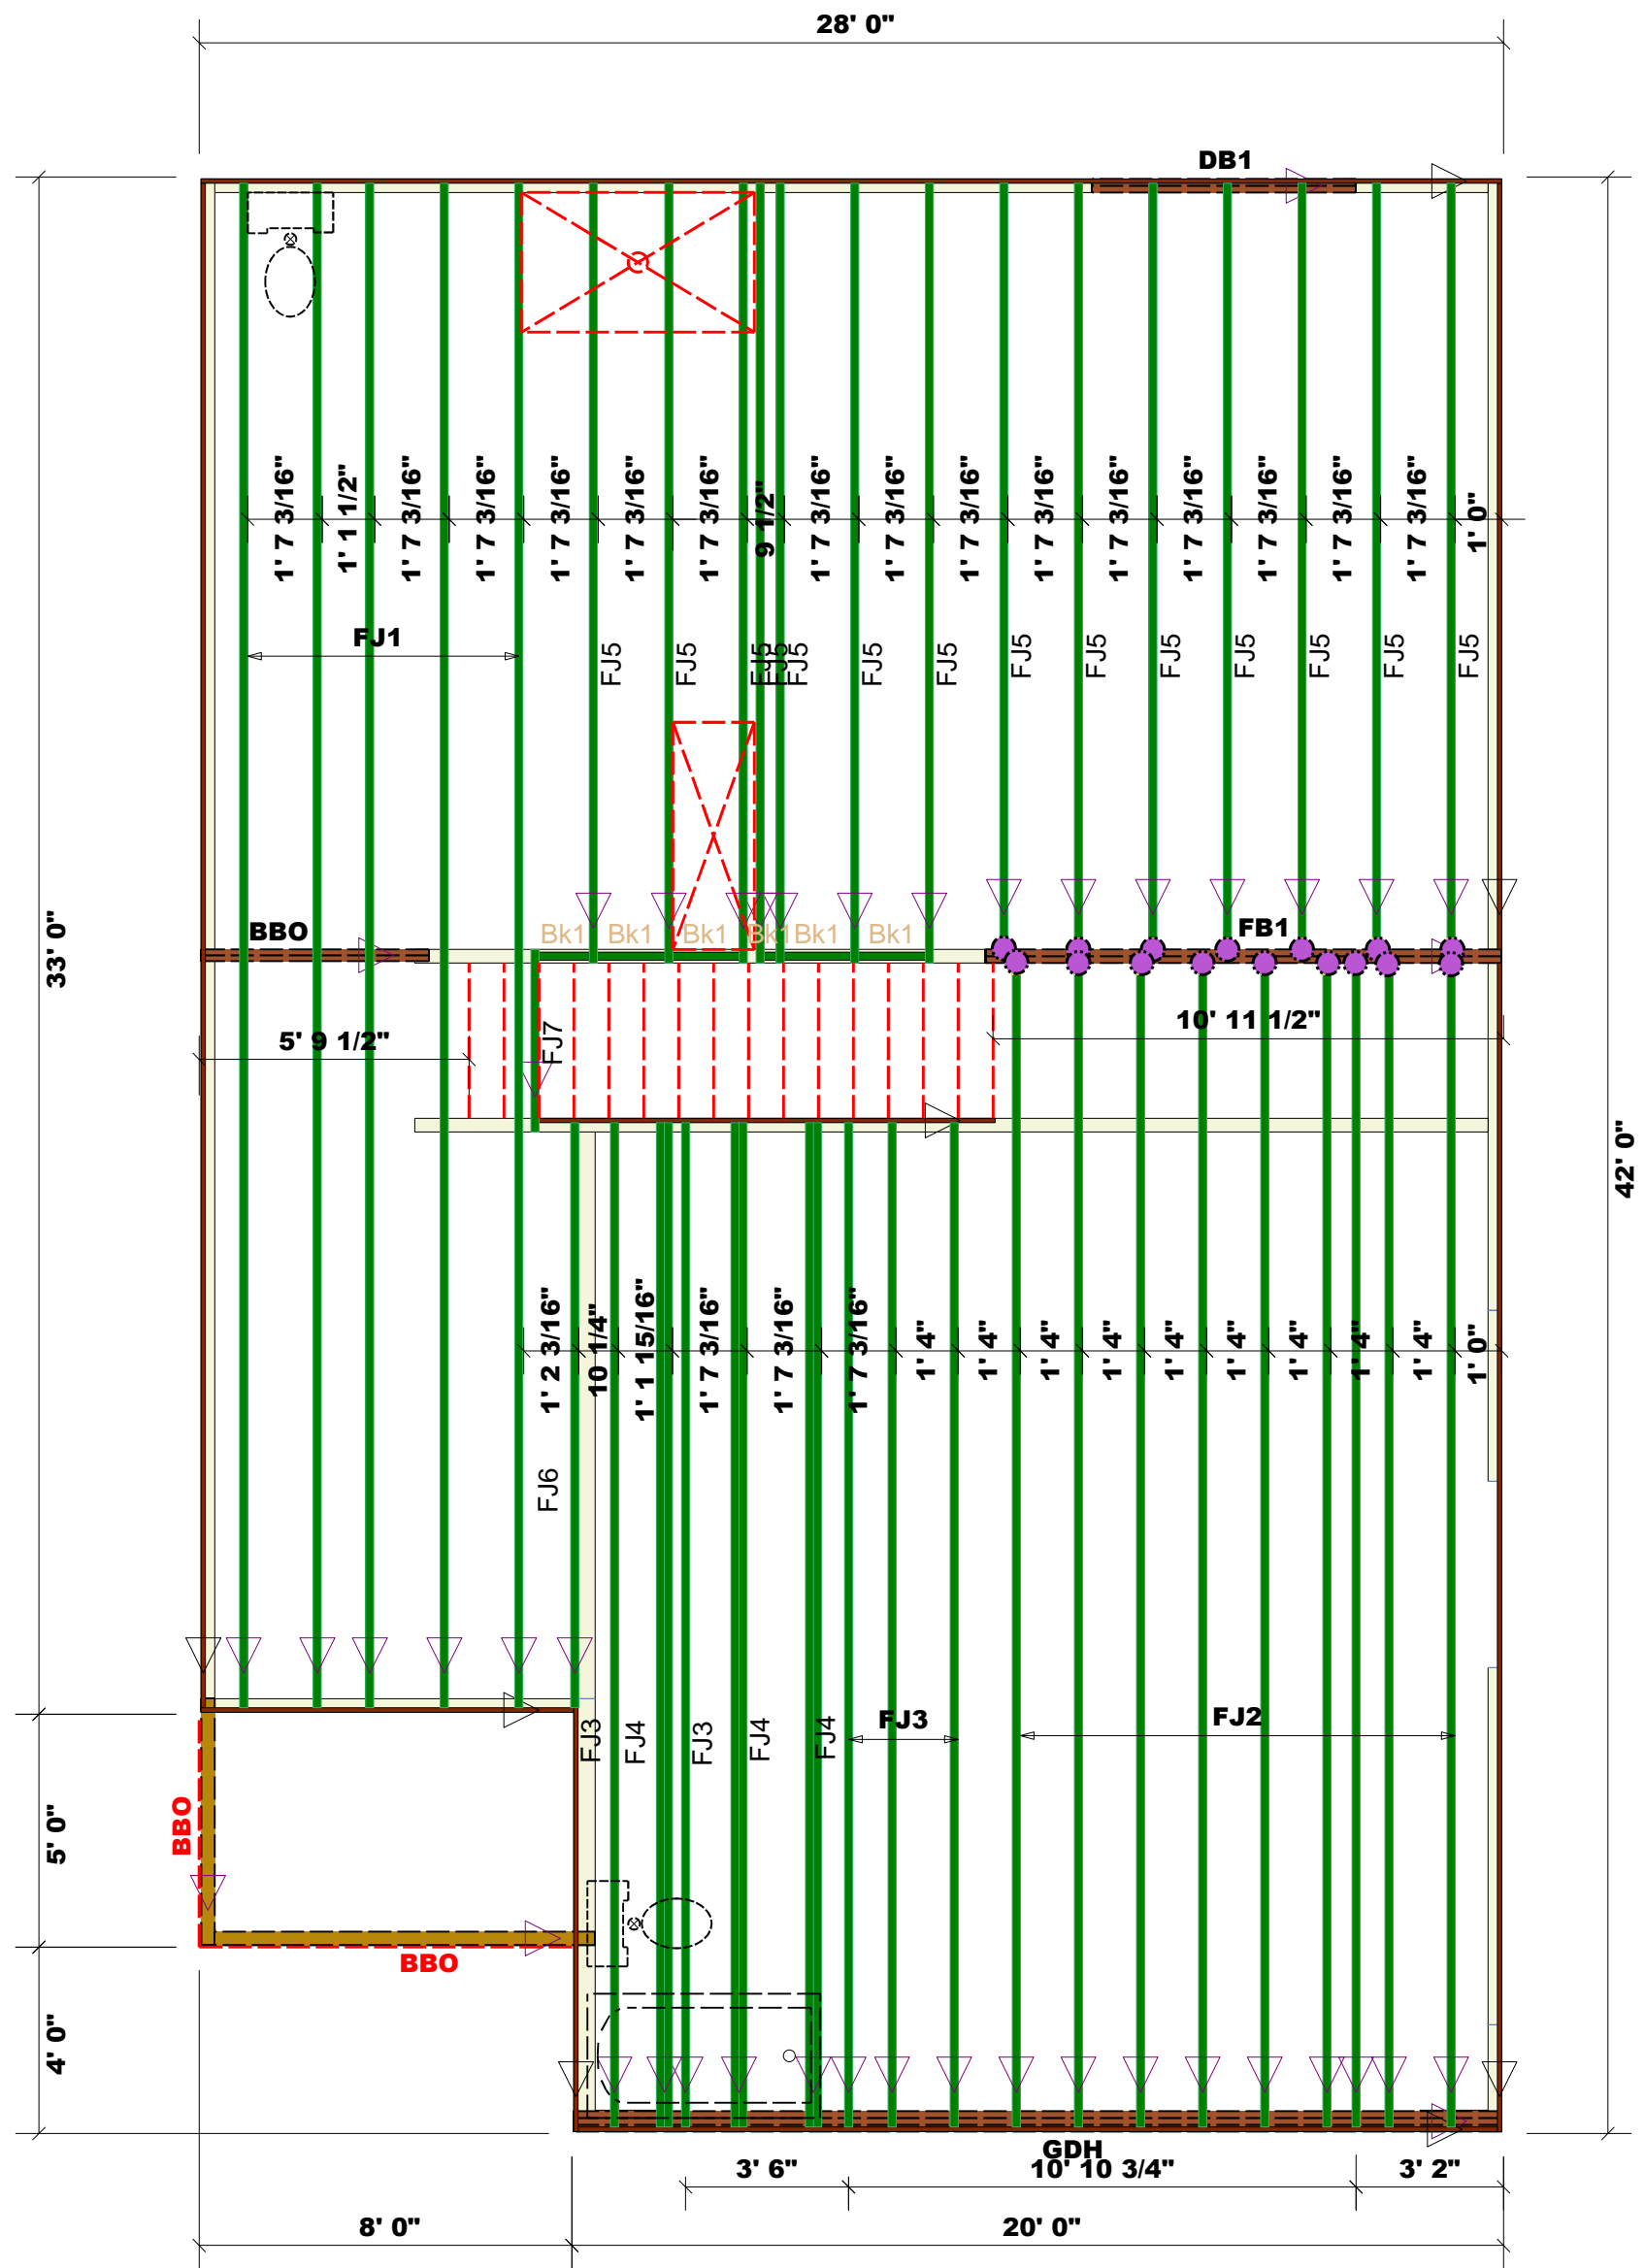 28' 0"
DB1
1' 7 3/16"
1' 1 1/2"
1' 7 3/16"
1' 7 3/16"
1' 7 3/16"
1' 7 3/16"
1' 7 3/16"
9 1/2"
1' 7 3/16"
1' 7 3/16"
1' 7 3/16"
1' 7 3/16"
1' 7 3/16"
1' 7 3/16"
1' 7 3/16"
1' 7 3/16"
1' 7 3/16"
1' 0"
FJ1
FJ5
FJ5
FJ5
FJ5
FJ5
FJ5
FJ5
FJ5
FJ5
FJ5
FJ5
FJ5
FJ5
FJ5
33' 0"
BBO
Bk1
Bk1
Bk1
Bk1
Bk1
Bk1
FB1
5' 9 1/2"
FJ7
10' 11 1/2"
42' 0"
1' 2 3/16"
10 1/4"
1' 1 15/16"
1' 7 3/16"
1' 7 3/16"
1' 7 3/16"
1' 4"
1' 4"
1' 4"
1' 4"
1' 4"
1' 4"
1' 4"
1' 4"
1' 4"
1' 0"
FJ6
FJ3
FJ4
FJ3
FJ4
FJ4
FJ3
FJ2
5' 0"
BBO
BBO
4' 0"
GDH
3' 6"
10' 10 3/4"
3' 2"
8' 0"
20' 0"